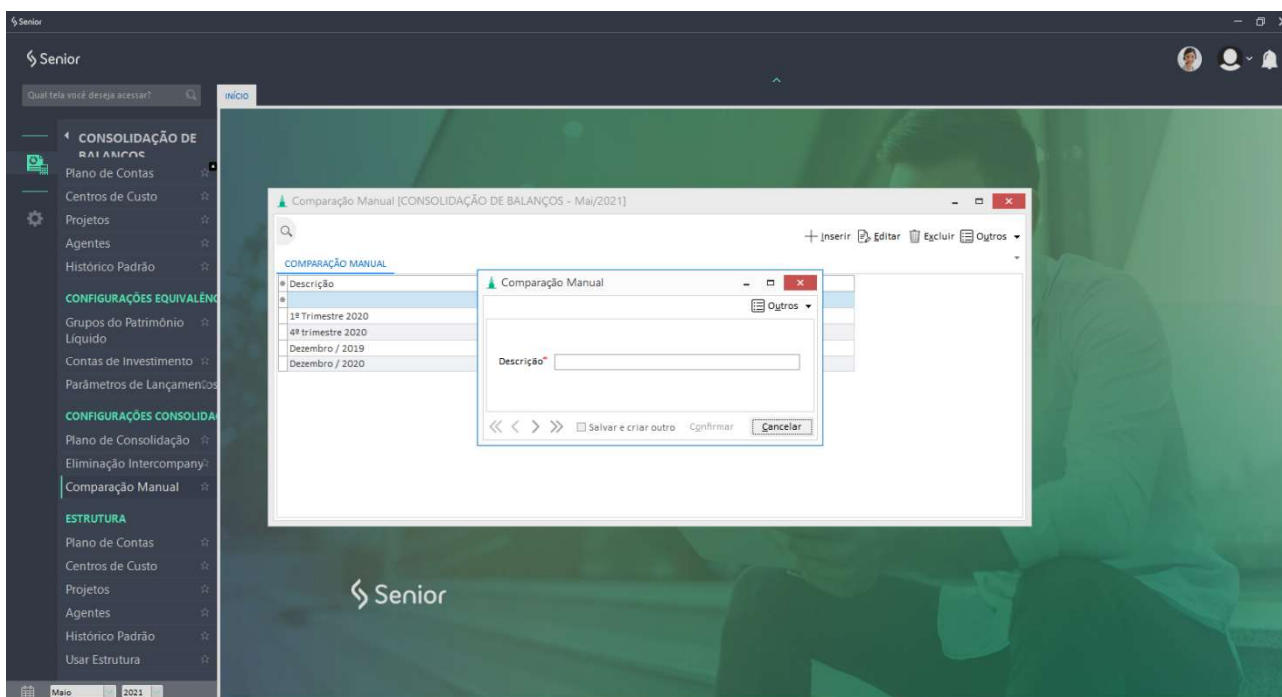 Senior
Senior
Qual tela você deseja acessar?
INÍCIO
CONSOLIDAÇÃO DE
BALANÇOS
Plano de Contas
Centros de Custo
Projetos
Agentes
Histórico Padrão
CONFIGURAÇÕES EQUIVALÊNC
Grupos do Patrimônio
Líquido
Contas de Investimento
Parâmetros de Lançamentos
CONFIGURAÇÕES CONSOLIDA
Plano de Consolidação
Eliminação Intercompany
Comparação Manual
ESTRUTURA
Plano de Contas
Centros de Custo
Projetos
Agentes
Histórico Padrão
Usar Estrutura
Maio 2021
Comparação Manual [CONSOLIDAÇÃO DE BALANÇOS - Mai/2021]
Inserir Editar Excluir Outros
COMPARAÇÃO MANUAL
Descrição
1º Trimestre 2020
4º trimestre 2020
Dezembro / 2019
Dezembro / 2020
Comparação Manual
Outros
Descrição*
Salvar e criar outro Confirmar Cancelar
Senior